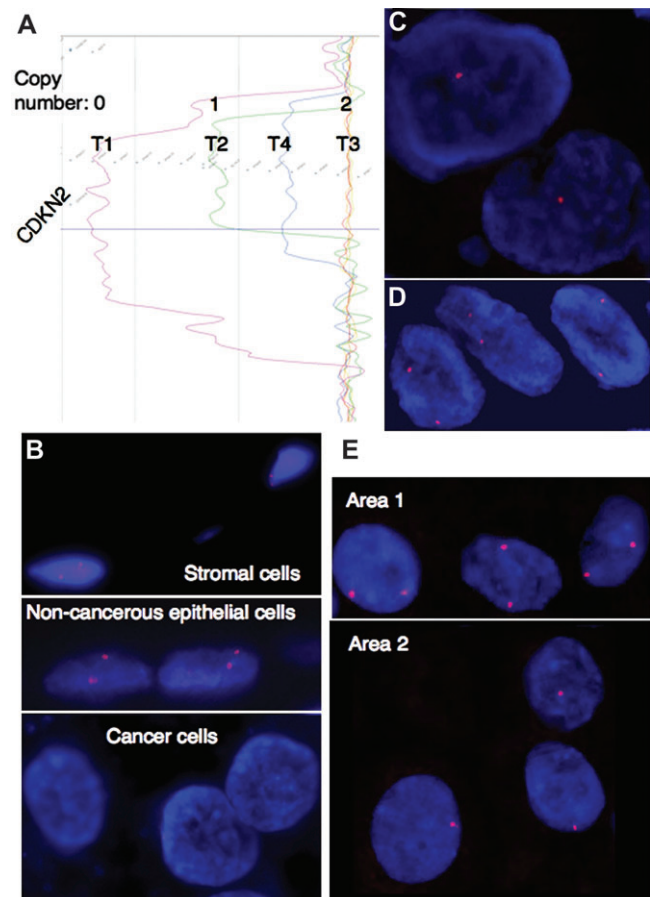 A
Copy
number: 0 1 2
T1 T2 T4 T3
CDKN2
B
Stromal cells
Non-cancerous epithelial cells
Cancer cells
C
D
E
Area 1
Area 2